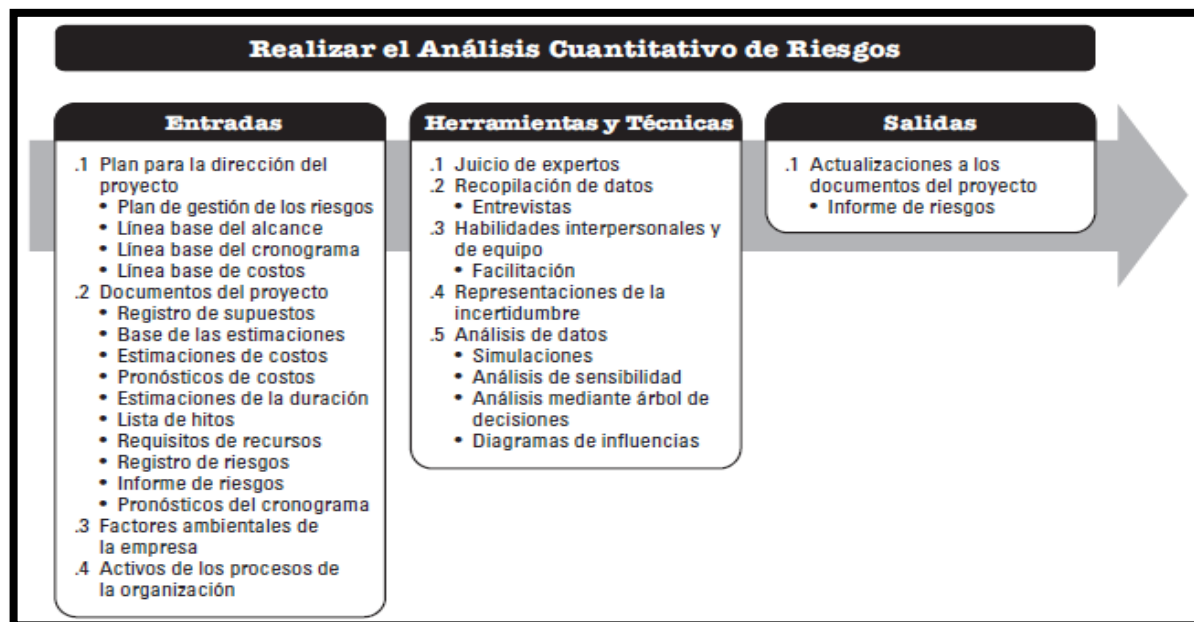 Realizar el Análisis Cuantitativo de Riesgos
Entradas
.1 Plan para la dirección del
proyecto
• Plan de gestión de los riesgos
• Línea base del alcance
• Línea base del cronograma
• Línea base de costos
.2 Documentos del proyecto
• Registro de supuestos
• Base de las estimaciones
• Estimaciones de costos
• Pronósticos de costos
• Estimaciones de la duración
• Lista de hitos
• Requisitos de recursos
• Registro de riesgos
• Informe de riesgos
• Pronósticos del cronograma
.3 Factores ambientales de
la empresa
.4 Activos de los procesos de
la organización
Herramientas y Técnicas
.1 Juicio de expertos
.2 Recopilación de datos
• Entrevistas
.3 Habilidades interpersonales y
de equipo
• Facilitación
.4 Representaciones de la
incertidumbre
.5 Análisis de datos
• Simulaciones
• Análisis de sensibilidad
• Análisis mediante árbol de
decisiones
• Diagramas de influencias
Salidas
.1 Actualizaciones a los
documentos del proyecto
• Informe de riesgos